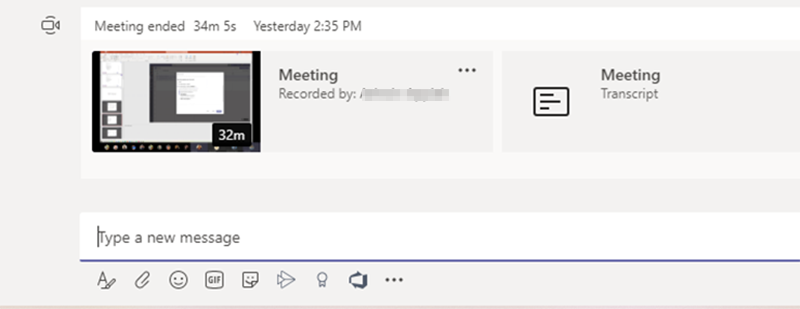 Meeting ended 34m 5s Yesterday 2:35 PM
32m
Meeting
Recorded by:
Meeting
Transcript
Type a new message
GIF